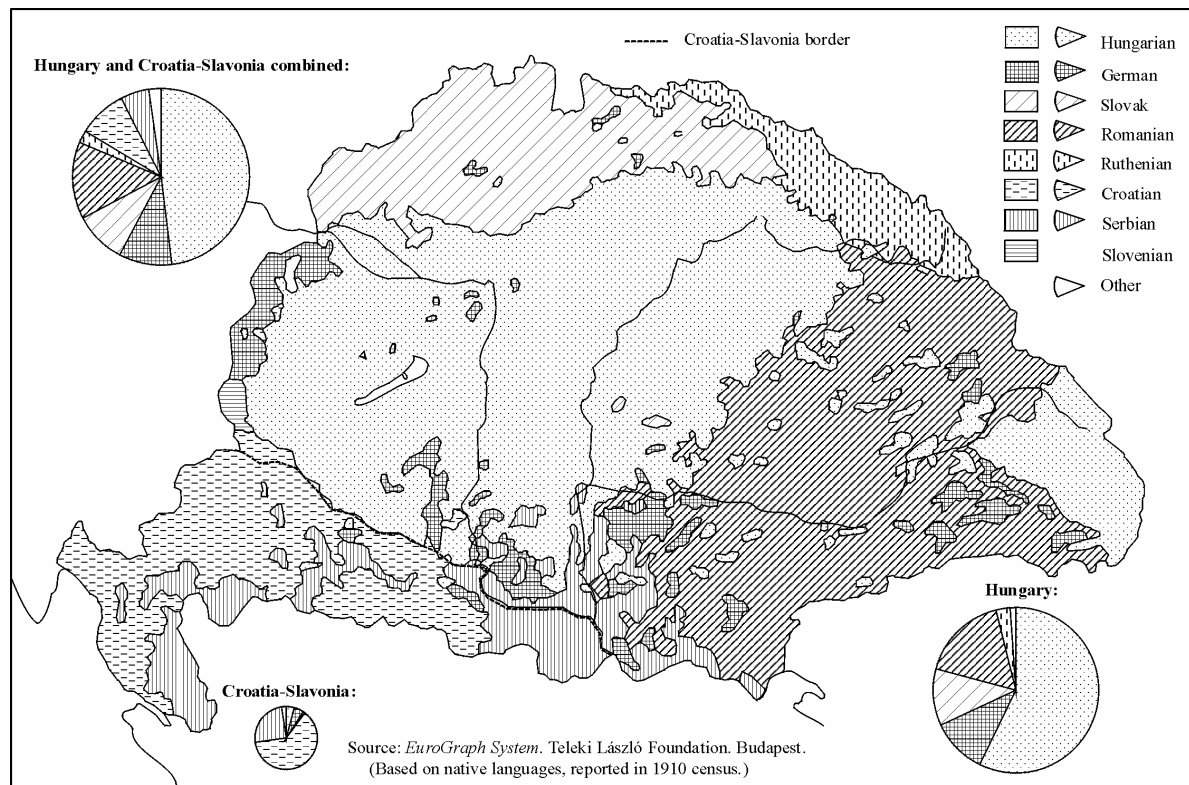 Croatia-Slavonia border
Hungary and Croatia-Slavonia combined:
Hungarian
German
Slovak
Romanian
Ruthenian
Croatian
Serbian
Slovenian
Other
Hungary:
Croatia-Slavonia:
Source: EuroGraph System. Teleki László Foundation. Budapest.
(Based on native languages, reported in 1910 census.)